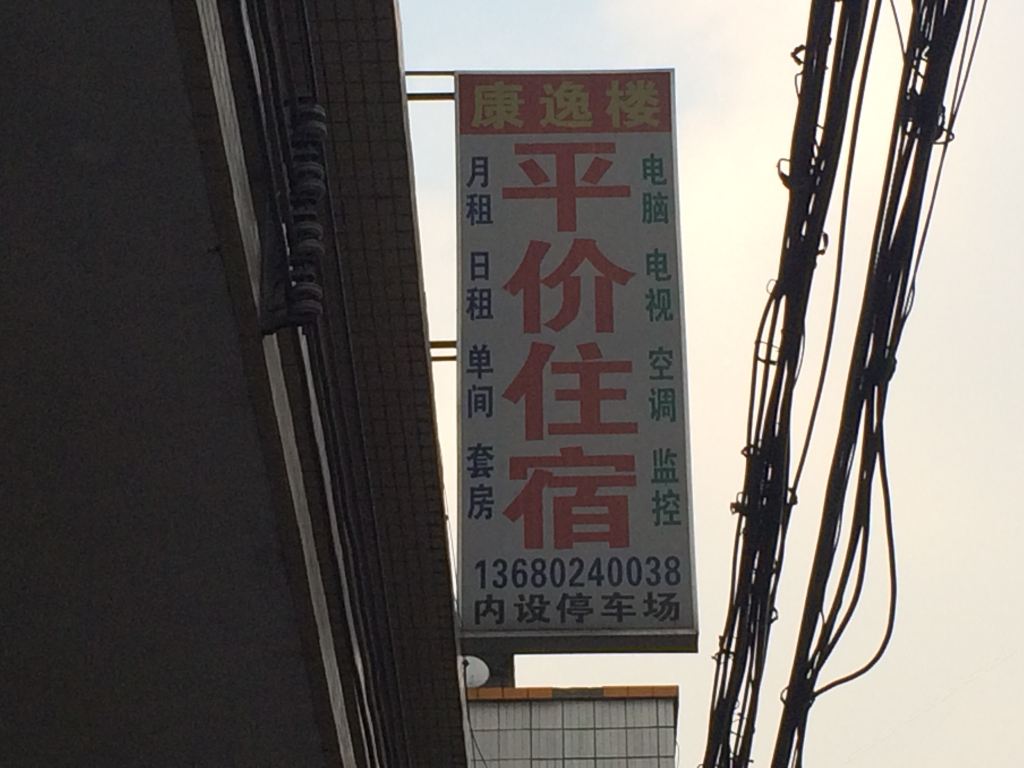 康逸楼
平价住宿
月租 日租 单间 套房
电脑 电视 空调 监控
13680240038
内设停车场